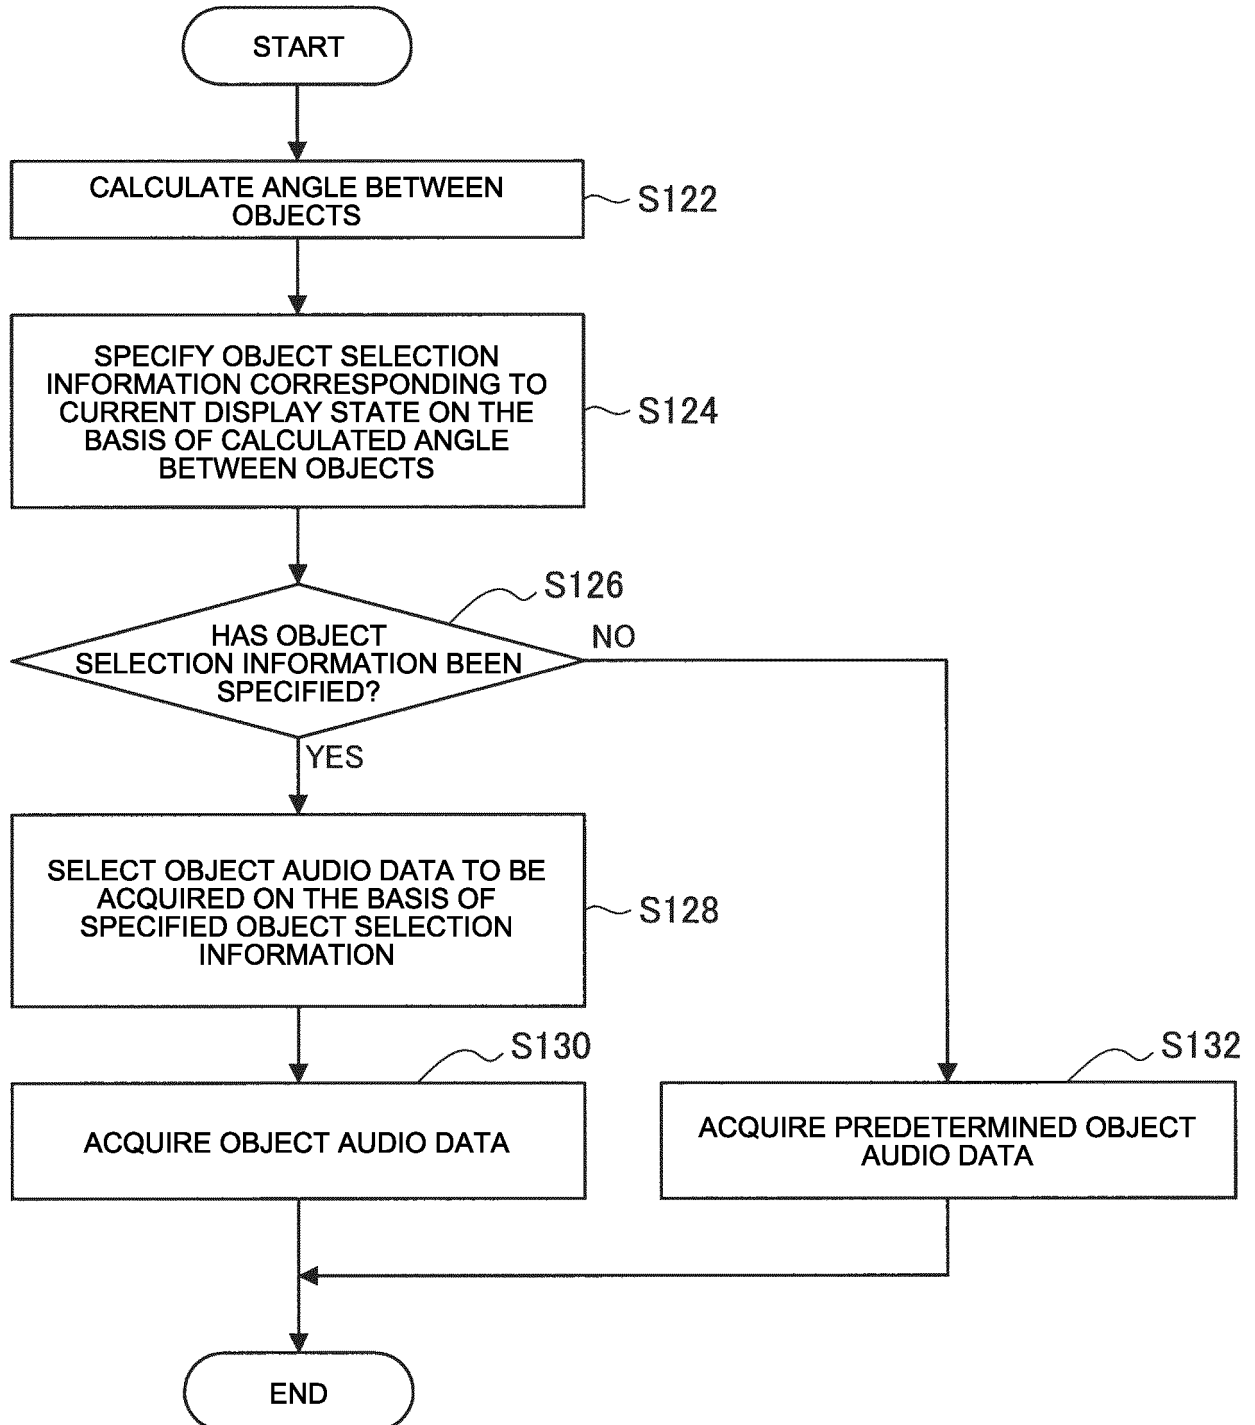 START
CALCULATE ANGLE BETWEEN
OBJECTS
S122
SPECIFY OBJECT SELECTION
INFORMATION CORRESPONDING TO
CURRENT DISPLAY STATE ON THE
BASIS OF CALCULATED ANGLE
BETWEEN OBJECTS
S124
S126
HAS OBJECT
SELECTION INFORMATION BEEN
SPECIFIED?
NO
YES
SELECT OBJECT AUDIO DATA TO BE
ACQUIRED ON THE BASIS OF
SPECIFIED OBJECT SELECTION
INFORMATION
S128
S130
ACQUIRE OBJECT AUDIO DATA
S132
ACQUIRE PREDETERMINED OBJECT
AUDIO DATA
END